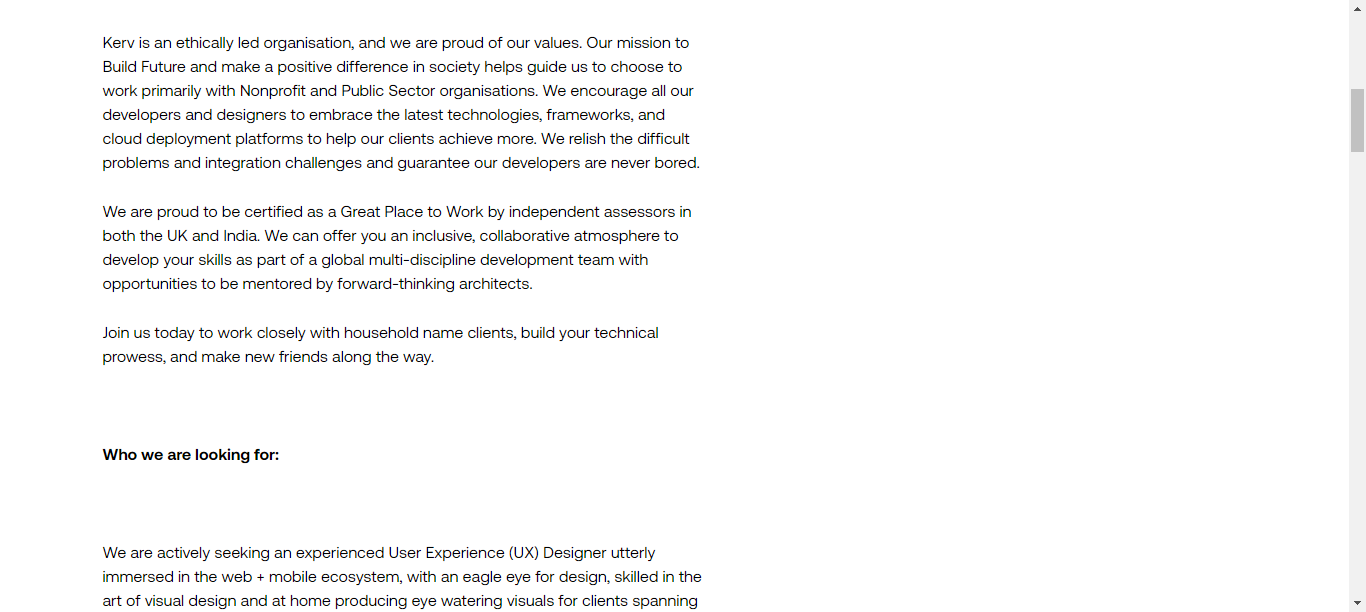 Kerv is an ethically led organisation, and we are proud of our values. Our mission to
Build Future and make a positive difference in society helps guide us to choose to
work primarily with Nonprofit and Public Sector organisations. We encourage all our
developers and designers to embrace the latest technologies, frameworks, and
cloud deployment platforms to help our clients achieve more. We relish the difficult
problems and integration challenges and guarantee our developers are never bored.
We are proud to be certified as a Great Place to Work by independent assessors in
both the UK and India. We can offer you an inclusive, collaborative atmosphere to
develop your skills as part of a global multi-discipline development team with
opportunities to be mentored by forward-thinking architects.
Join us today to work closely with household name clients, build your technical
prowess, and make new friends along the way.
Who we are looking for:
We are actively seeking an experienced User Experience (UX) Designer utterly
immersed in the web + mobile ecosystem, with an eagle eye for design, skilled in the
art of visual design and at home producing eye watering visuals for clients spanning